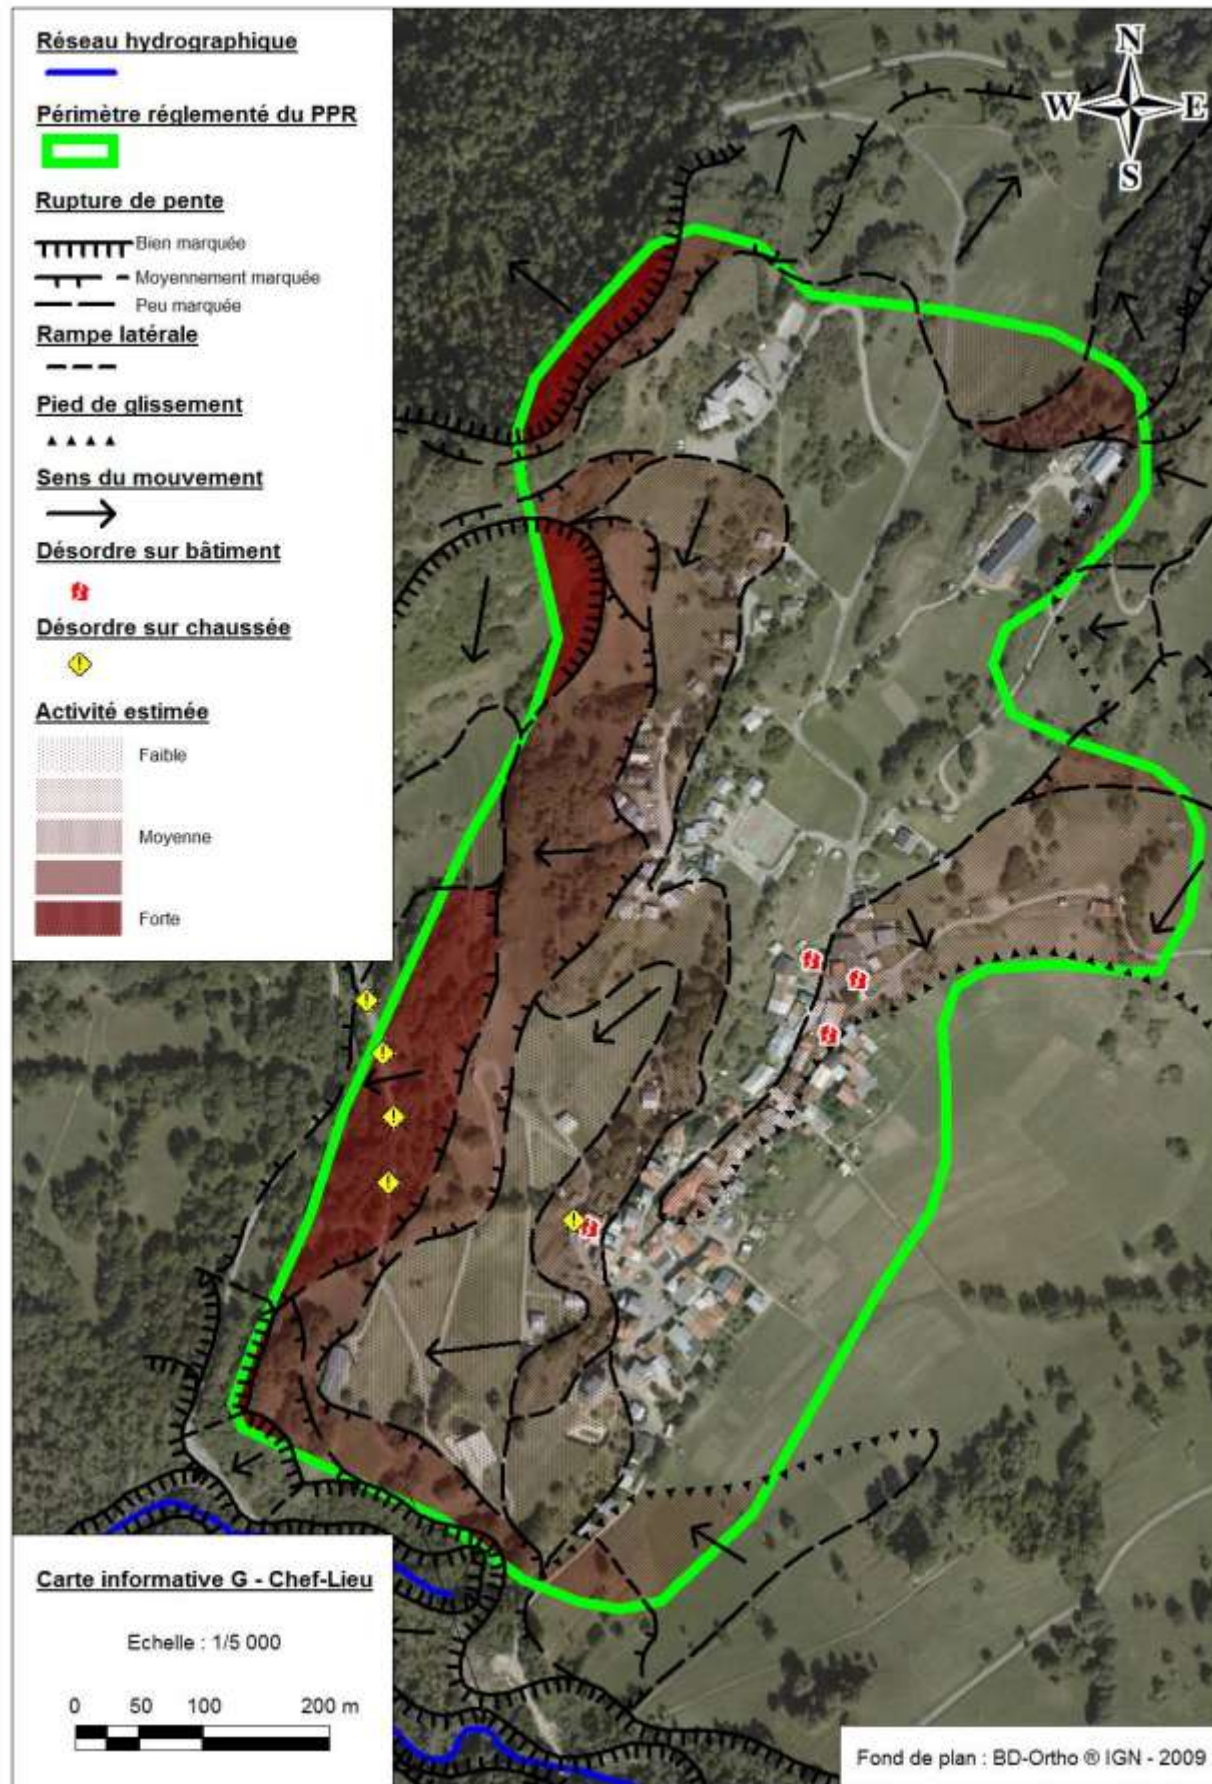 Réseau hydrographique
Périmètre réglementé du PPR
Rupture de pente
Bien marquée
Moyennement marquée
Peu marquée
Rampe latérale
Pied de glissement
Sens du mouvement
Désordre sur bâtiment
Désordre sur chaussée
Activité estimée
Faible
Moyenne
Forte
N
W E
S
Carte informative G - Chef-Lieu
Echelle : 1/5 000
0 50 100 200 m
Fond de plan : BD-Ortho ® IGN - 2009